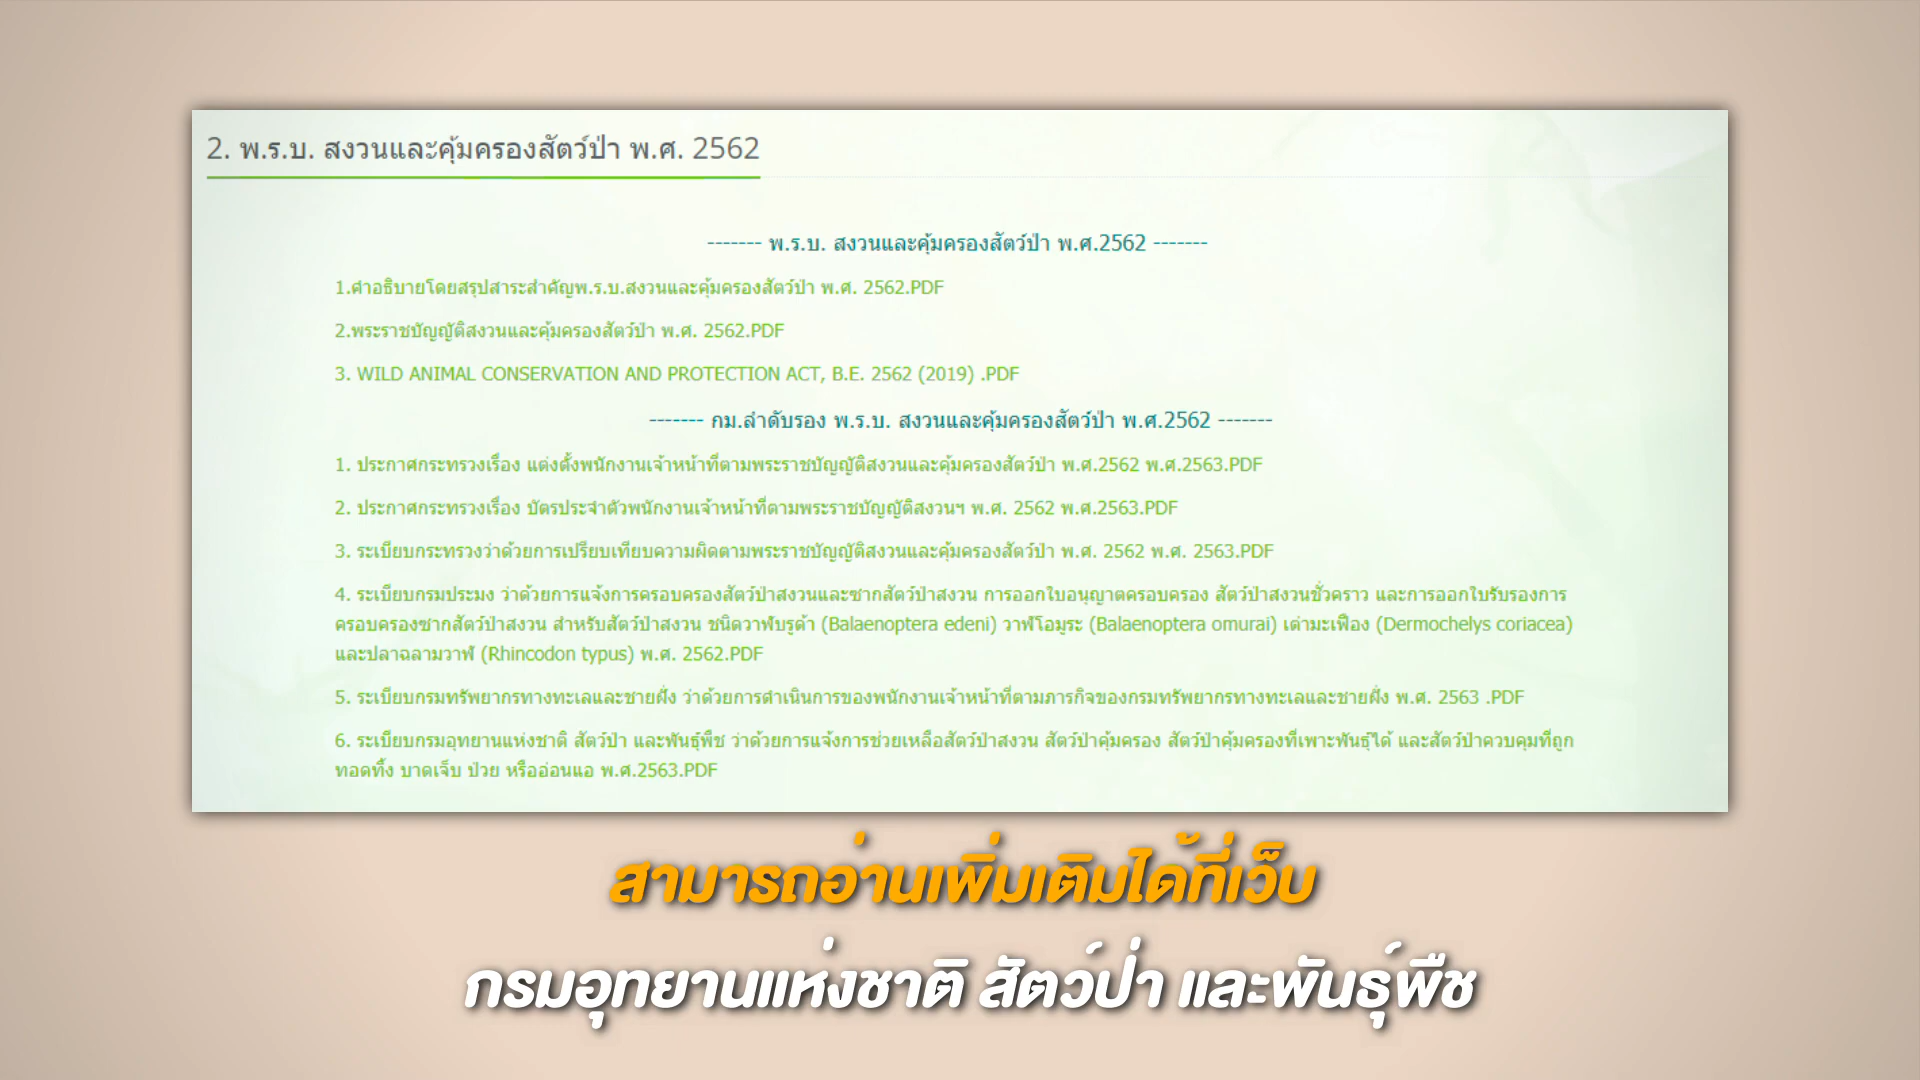 2. พ.ร.บ. สงวนและคุ้มครองสัตว์ป่า พ.ศ. 2562
------- พ.ร.บ. สงวนและคุ้มครองสัตว์ป่า พ.ศ.2562 -------
1.คำอธิบายโดยสรุปสาระสำคัญพ.ร.บ.สงวนและคุ้มครองสัตว์ป่า พ.ศ. 2562.PDF
2.พระราชบัญญัติสงวนและคุ้มครองสัตว์ป่า พ.ศ. 2562.PDF
3. WILD ANIMAL CONSERVATION AND PROTECTION ACT, B.E. 2562 (2019) .PDF
------- กม.ลำดับรอง พ.ร.บ. สงวนและคุ้มครองสัตว์ป่า พ.ศ.2562 -------
1. ประกาศกระทรวงเรื่อง แต่งตั้งพนักงานเจ้าหน้าที่ตามพระราชบัญญัติสงวนและคุ้มครองสัตว์ป่า พ.ศ.2562 พ.ศ.2563.PDF
2. ประกาศกระทรวงเรื่อง บัตรประจำตัวพนักงานเจ้าหน้าที่ตามพระราชบัญญัติสงวนฯ พ.ศ. 2562 พ.ศ.2563.PDF
3. ระเบียบกระทรวงว่าด้วยการเปรียบเทียบความผิดตามพระราชบัญญัติสงวนและคุ้มครองสัตว์ป่า พ.ศ. 2562 พ.ศ. 2563.PDF
4. ระเบียบกรมประมง ว่าด้วยการแจ้งการครอบครองสัตว์ป่าสงวนและซากสัตว์ป่าสงวน การออกใบอนุญาตครอบครอง สัตว์ป่าสงวนชั่วคราว และการออกใบรับรองการ
ครอบครองซากสัตว์ป่าสงวน สำหรับสัตว์ป่าสงวน ชนิดวาฬบรูด้า (Balaenoptera edeni) วาฬโอมูระ (Balaenoptera omurai) เต่ามะเฟือง (Dermochelys coriacea)
และปลาฉลามวาฬ (Rhincodon typus) พ.ศ. 2562.PDF
5. ระเบียบกรมทรัพยากรทางทะเลและชายฝั่ง ว่าด้วยการดำเนินการของพนักงานเจ้าหน้าที่ตามภารกิจของกรมทรัพยากรทางทะเลและชายฝั่ง พ.ศ. 2563 .PDF
6. ระเบียบกรมอุทยานแห่งชาติ สัตว์ป่า และพันธุ์พืช ว่าด้วยการแจ้งการช่วยเหลือสัตว์ป่าสงวน สัตว์ป่าคุ้มครอง สัตว์ป่าคุ้มครองที่เพาะพันธุ์ได้ และสัตว์ป่าควบคุมที่ถูก
ทอดทิ้ง บาดเจ็บ ป่วย หรืออ่อนแอ พ.ศ.2563.PDF
สามารถอ่านเพิ่มเติมได้ที่เว็บ
กรมอุทยานแห่งชาติ สัตว์ป่า และพันธุ์พืช